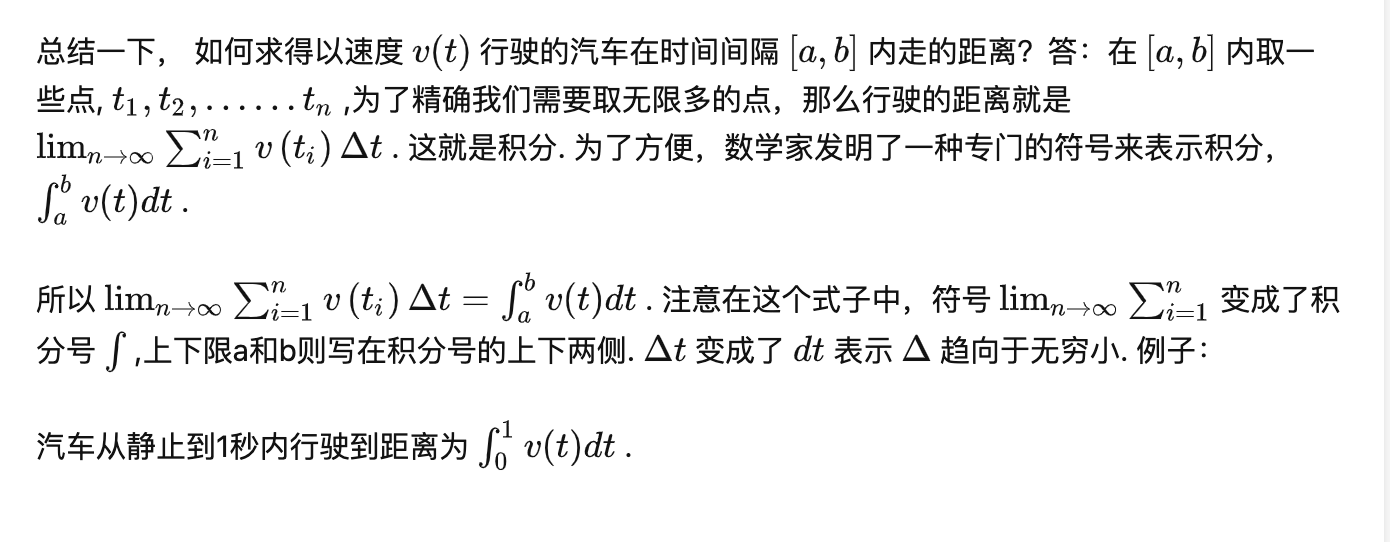 总结一下， 如何求得以速度 $v(t)$ 行驶的汽车在时间间隔 $[a,b]$ 内走的距离？答：在 $[a,b]$ 内取一
些点, $t_1,t_2,......t_n$ ,为了精确我们需要取无限多的点，那么行驶的距离就是
$\lim_{n\to\infty}\sum_{i=1}^{n}v(t_i)\Delta t$ . 这就是积分. 为了方便，数学家发明了一种专门的符号来表示积分，
$\int_a^b v(t)dt$ .
所以 $\lim_{n\to\infty}\sum_{i=1}^{n}v(t_i)\Delta t=\int_a^b v(t)dt$ . 注意在这个式子中，符号 $\lim_{n\to\infty}\sum_{i=1}^{n}$ 变成了积
分号 $\int$ ,上下限a和b则写在积分号的上下两侧. $\Delta t$ 变成了 $dt$ 表示 $\Delta$ 趋向于无穷小. 例子：
汽车从静止到1秒内行驶到距离为 $\int_0^1 v(t)dt$ .